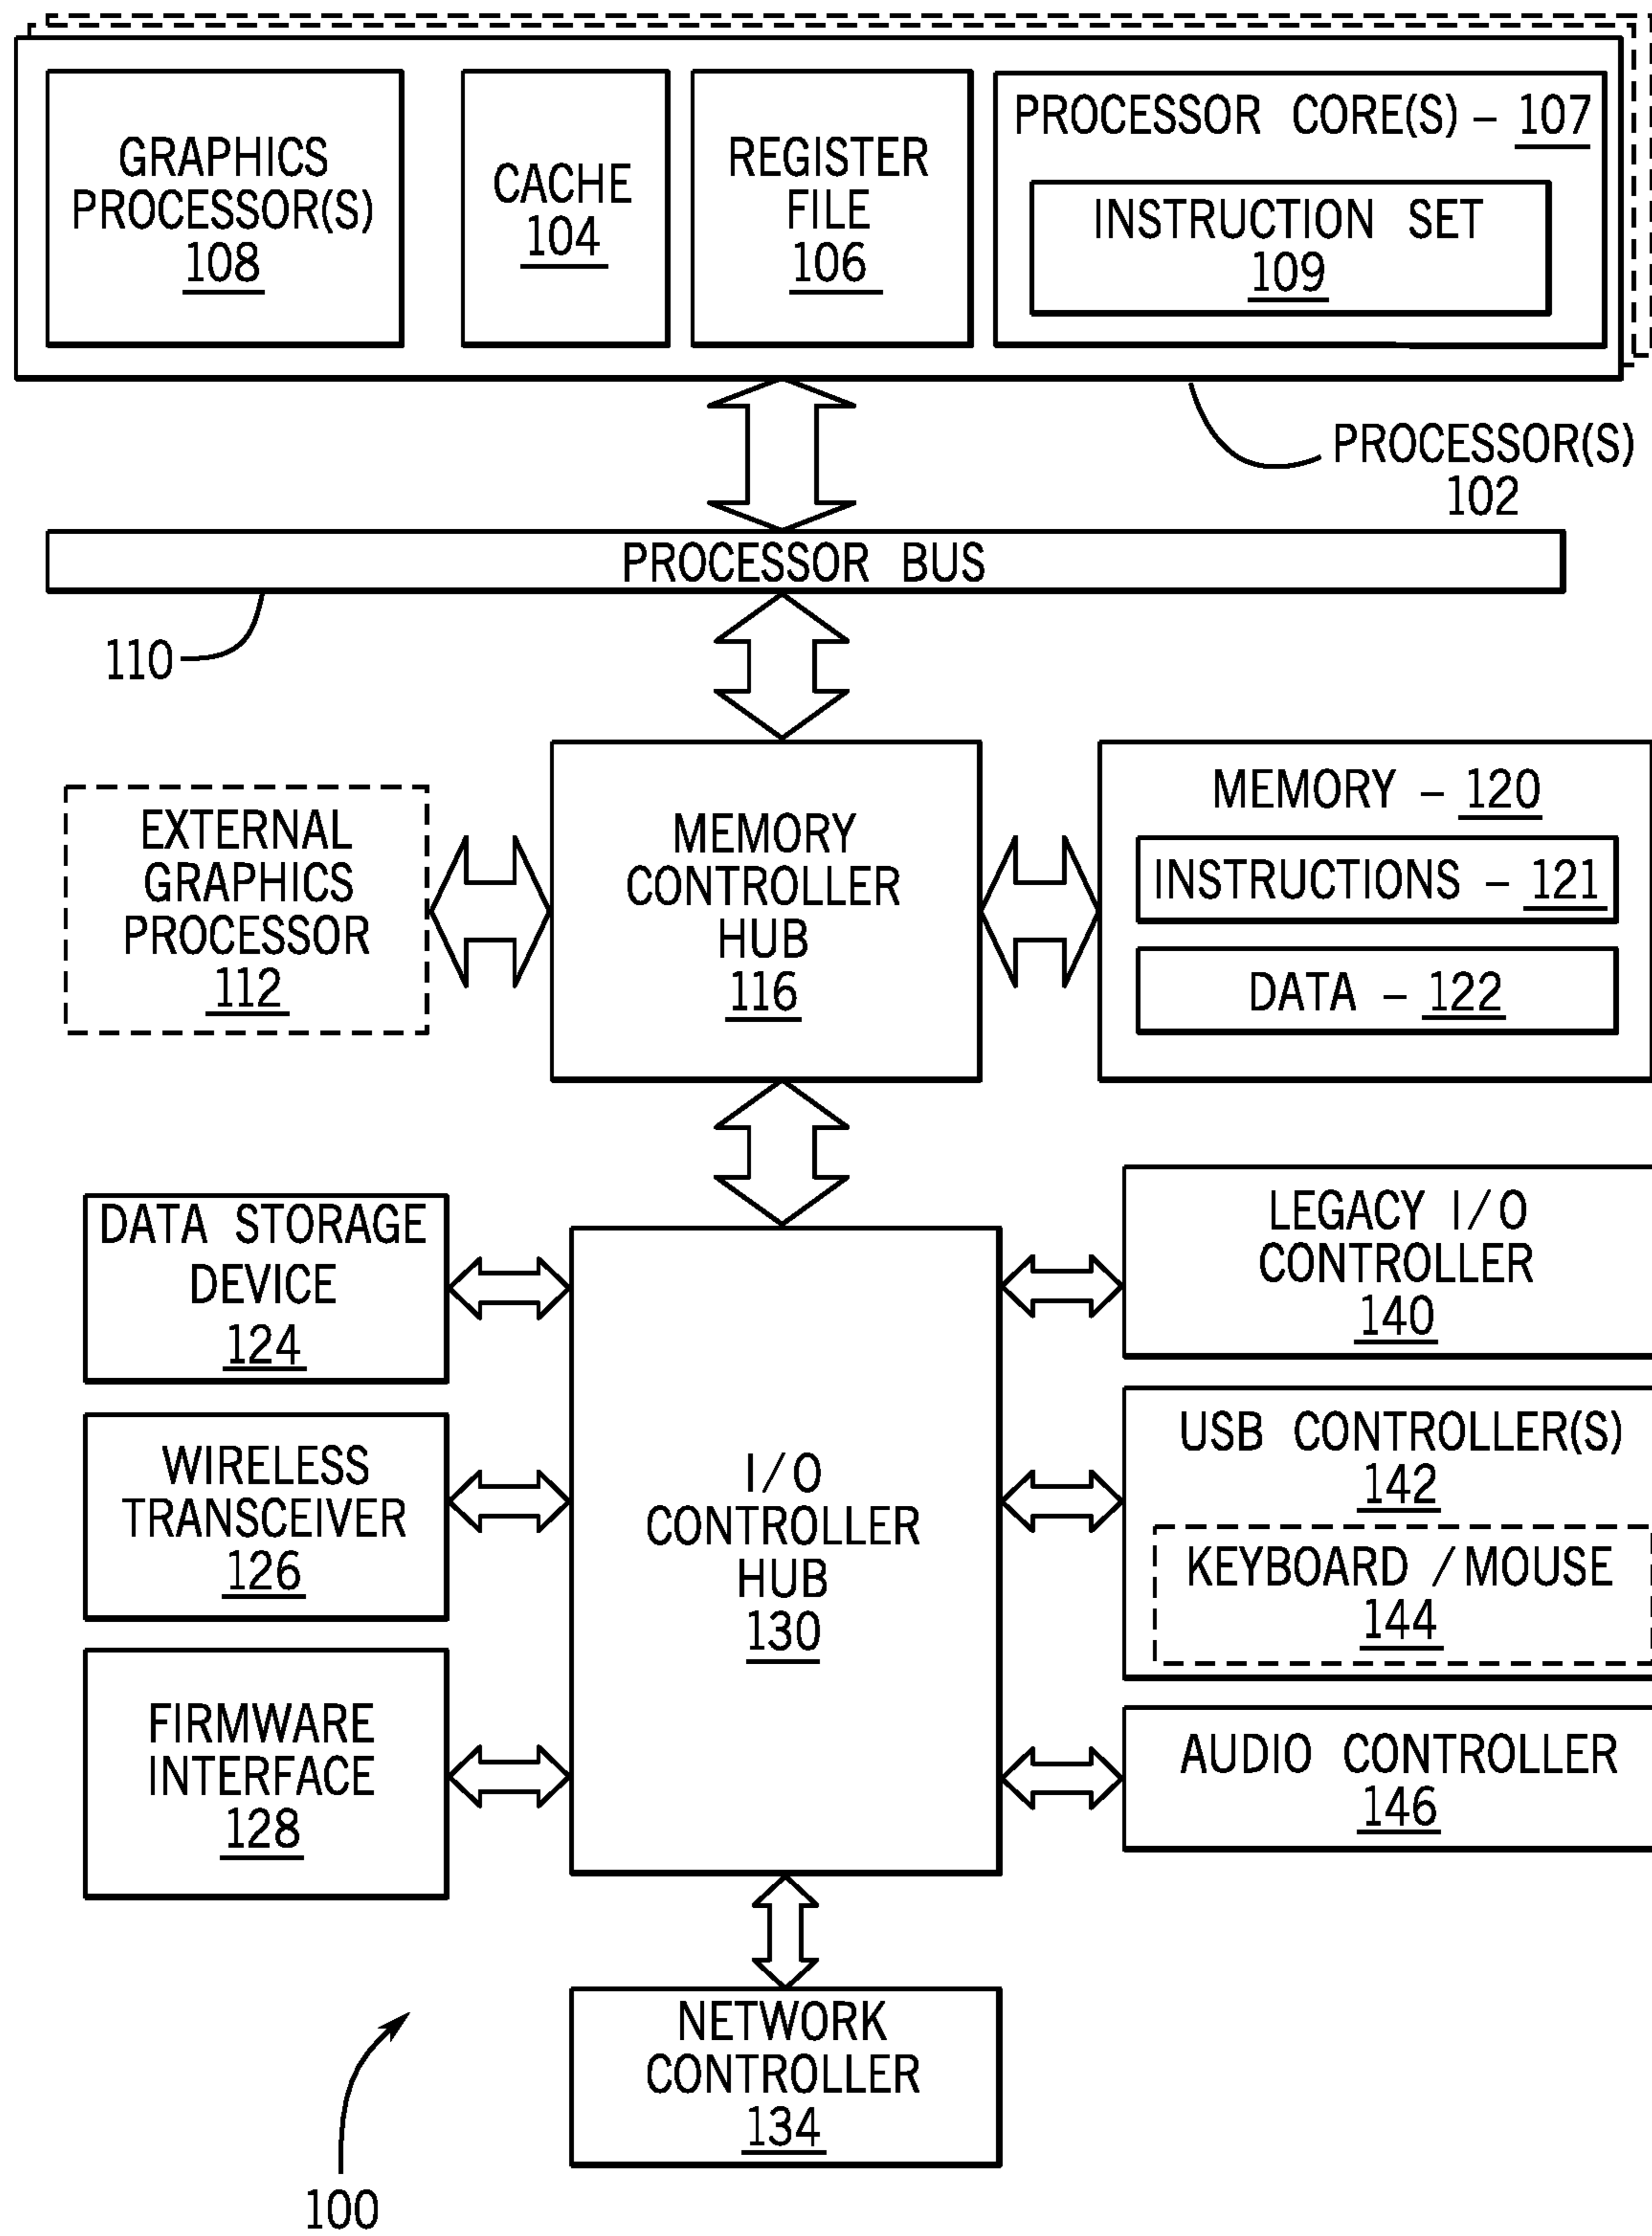 GRAPHICS
PROCESSOR(S)
108
CACHE
104
REGISTER
FILE
106
PROCESSOR CORE(S) – 107
INSTRUCTION SET
109
PROCESSOR(S)
102
PROCESSOR BUS
110
EXTERNAL
GRAPHICS
PROCESSOR
112
MEMORY
CONTROLLER
HUB
116
MEMORY – 120
INSTRUCTIONS – 121
DATA – 122
DATA STORAGE
DEVICE
124
WIRELESS
TRANSCEIVER
126
FIRMWARE
INTERFACE
128
I/O
CONTROLLER
HUB
130
LEGACY I/O
CONTROLLER
140
USB CONTROLLER(S)
142
KEYBOARD /MOUSE
144
AUDIO CONTROLLER
146
NETWORK
CONTROLLER
134
100